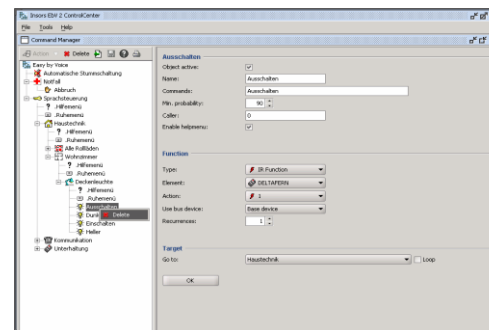 Insors EbV 2 ControlCenter
File Tools Help
Command Manager
Action Delete
Easy by Voice
Automatische Stummschaltung
Notfall
Abbruch
Sprachsteuerung
.Hilfemenü
.Ruhemenü
Haustechnik
.Hilfemenü
.Ruhemenü
Alle Rollläden
Wohnzimmer
.Hilfemenü
.Ruhemenü
Deckenleuchte
.Hilfemenü
.Ruhemenü
Ausschalten
Dunk Delete
Einschalten
Heller
Kommunikation
Unterhaltung
Ausschalten
Object active:
Name: Ausschalten
Commands: Ausschalten
Min. probability: 90
Caller: 0
Enable helpmenu:
Function
Type: IR Function
Element: DELTAFERN
Action: 1
Use bus device: Base device
Recurrences: 1
Target
Go to: Haustechnik Loop
OK